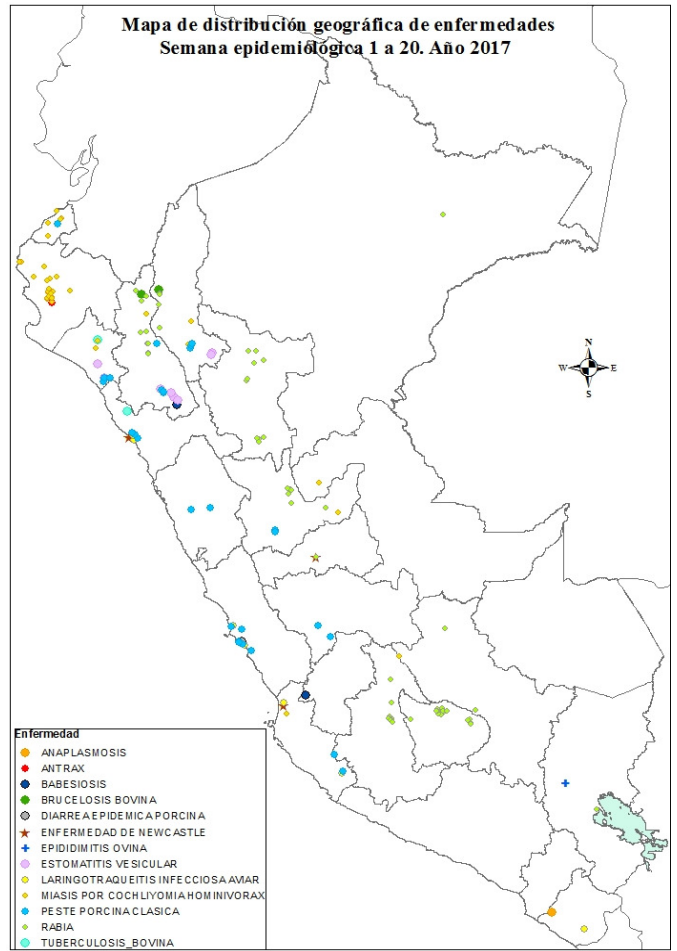 Mapa de distribución geográfica de enfermedades
Semana epidemiológica 1 a 20. Año 2017
N
W E
S
Enfermedad
ANAPLASMOSIS
ANTRAX
BABESIOSIS
BRUCELOSIS BOVINA
DIARREA EPIDEMICA PORCINA
ENFERMEDAD DE NEWCASTLE
EPIDIDIMITIS OVINA
ESTOMATITIS VESICULAR
LARINGOTRAQUEITIS INFECCIOSA AVIAR
MIASIS POR COCHLIYOMIA HOMINIVORAX
PESTE PORCINA CLASICA
RABIA
TUBERCULOSIS_BOVINA